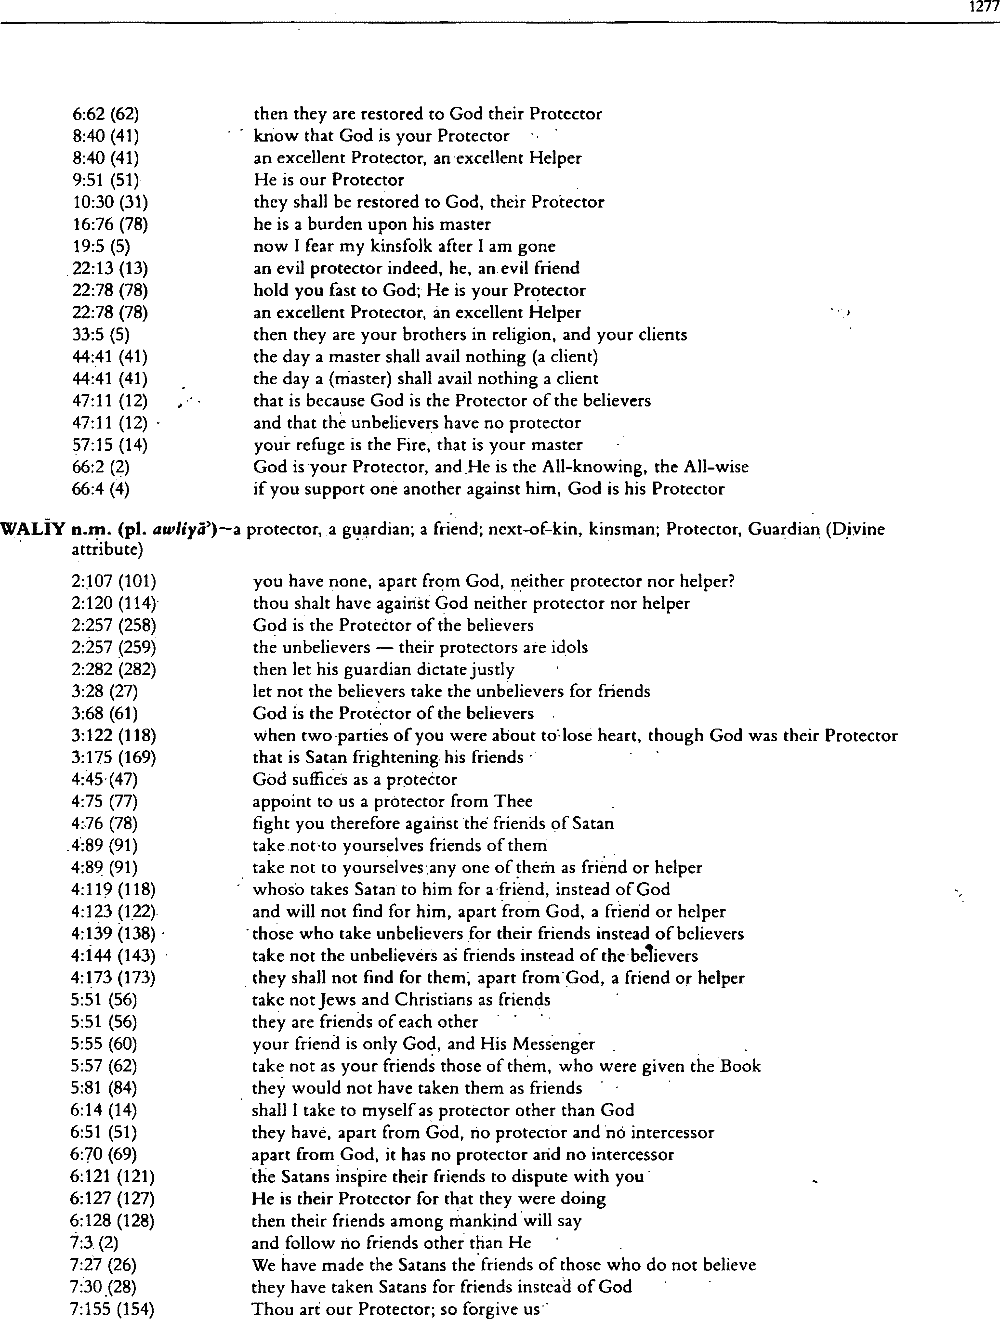 1277
6:62 (62) then they are restored to God their Protector
8:40 (41) know that God is your Protector
8:40 (41) an excellent Protector, an excellent Helper
9:51 (51) He is our Protector
10:30 (31) they shall be restored to God, their Protector
16:76 (78) he is a burden upon his master
19:5 (5) now I fear my kinsfolk after I am gone
22:13 (13) an evil protector indeed, he, an evil friend
22:78 (78) hold you fast to God; He is your Protector
22:78 (78) an excellent Protector, an excellent Helper
33:5 (5) then they are your brothers in religion, and your clients
44:41 (41) the day a master shall avail nothing (a client)
44:41 (41) the day a (master) shall avail nothing a client
47:11 (12) that is because God is the Protector of the believers
47:11 (12) and that the unbelievers have no protector
57:15 (14) your refuge is the Fire, that is your master
66:2 (2) God is your Protector, and He is the All-knowing, the All-wise
66:4 (4) if you support one another against him, God is his Protector
WALĪY n.m. (pl. awliyāʾ)—a protector, a guardian; a friend; next-of-kin, kinsman; Protector, Guardian (Divine
attribute)
2:107 (101) you have none, apart from God, neither protector nor helper?
2:120 (114) thou shalt have against God neither protector nor helper
2:257 (258) God is the Protector of the believers
2:257 (259) the unbelievers — their protectors are idols
2:282 (282) then let his guardian dictate justly
3:28 (27) let not the believers take the unbelievers for friends
3:68 (61) God is the Protector of the believers
3:122 (118) when two parties of you were about to lose heart, though God was their Protector
3:175 (169) that is Satan frightening his friends
4:45 (47) God suffices as a protector
4:75 (77) appoint to us a protector from Thee
4:76 (78) fight you therefore against the friends of Satan
4:89 (91) take not to yourselves friends of them
4:89 (91) take not to yourselves any one of them as friend or helper
4:119 (118) whoso takes Satan to him for a friend, instead of God
4:123 (122) and will not find for him, apart from God, a friend or helper
4:139 (138) those who take unbelievers for their friends instead of believers
4:144 (143) take not the unbelievers as friends instead of the believers
4:173 (173) they shall not find for them, apart from God, a friend or helper
5:51 (56) take not Jews and Christians as friends
5:51 (56) they are friends of each other
5:55 (60) your friend is only God, and His Messenger
5:57 (62) take not as your friends those of them, who were given the Book
5:81 (84) they would not have taken them as friends
6:14 (14) shall I take to myself as protector other than God
6:51 (51) they have, apart from God, no protector and no intercessor
6:70 (69) apart from God, it has no protector and no intercessor
6:121 (121) the Satans inspire their friends to dispute with you
6:127 (127) He is their Protector for that they were doing
6:128 (128) then their friends among mankind will say
7:3 (2) and follow no friends other than He
7:27 (26) We have made the Satans the friends of those who do not believe
7:30 (28) they have taken Satans for friends instead of God
7:155 (154) Thou art our Protector; so forgive us